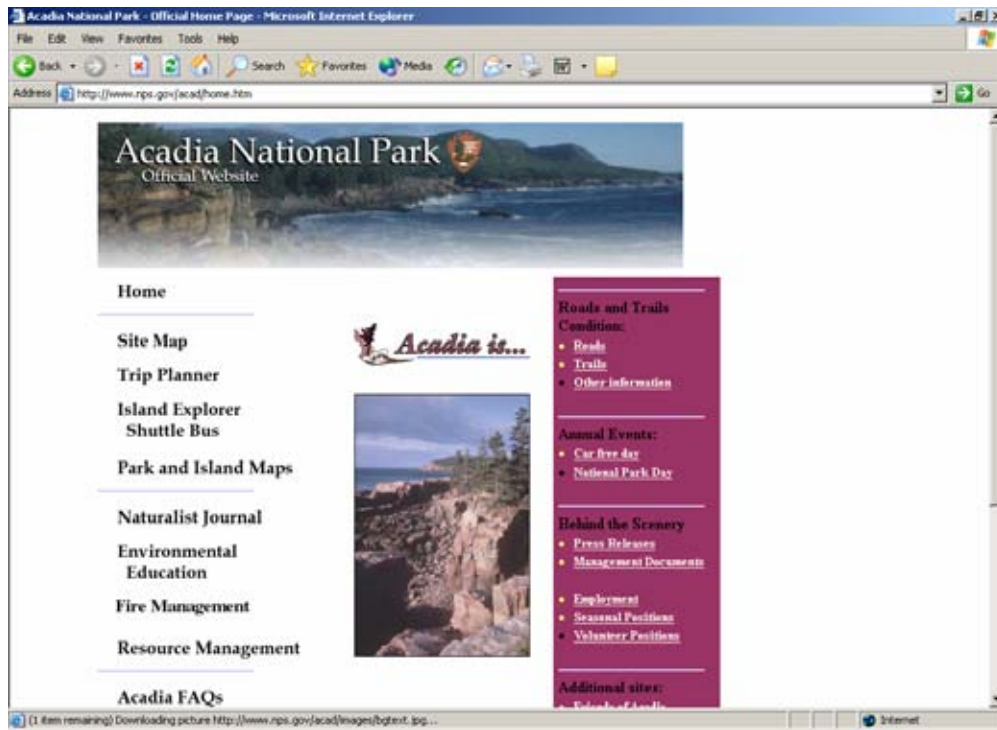 Acadia National Park - Official Home Page - Microsoft Internet Explorer
File Edit View Favorites Tools Help
Back Search Favorites Media
Address http://www.nps.gov/acad/home.htm Go
Acadia National Park
Official Website
Home
Site Map
Trip Planner
Island Explorer
Shuttle Bus
Park and Island Maps
Naturalist Journal
Environmental
Education
Fire Management
Resource Management
Acadia FAQs
Acadia is...
Roads and Trails
Condition:
Roads
Trails
Other information
Annual Events:
Car free day
National Park Day
Behind the Scenery
Press Releases
Management Documents
Employment
Seasonal Positions
Volunteer Positions
Additional sites:
Friends of Acadia
(1 item remaining) Downloading picture http://www.nps.gov/acad/images/bgtext.jpg...
Internet